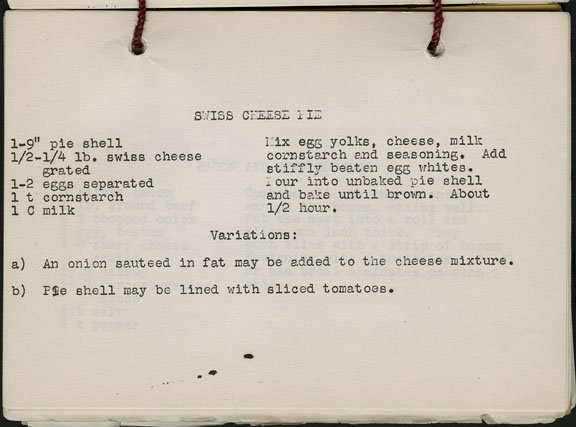 SWISS CHEESE PIE
1-9" pie shell
1/2-1/4 lb. swiss cheese
grated
1-2 eggs separated
1 t cornstarch
1 C milk
Mix egg yolks, cheese, milk
cornstarch and seasoning. Add
stiffly beaten egg whites.
Pour into unbaked pie shell
and bake until brown. About
1/2 hour.
Variations:
a) An onion sauteed in fat may be added to the cheese mixture.
b) Pie shell may be lined with sliced tomatoes.